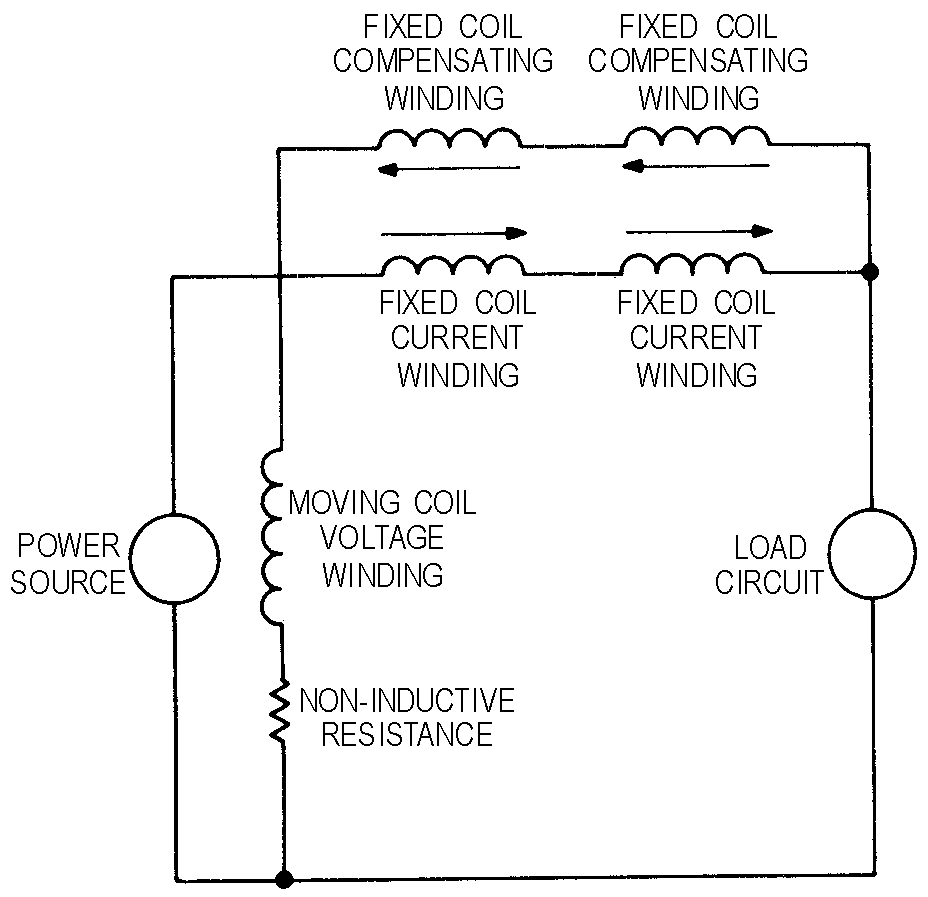 FIXED COIL
COMPENSATING
WINDING
FIXED COIL
COMPENSATING
WINDING
FIXED COIL
CURRENT
WINDING
FIXED COIL
CURRENT
WINDING
MOVING COIL
VOLTAGE
WINDING
POWER
SOURCE
LOAD
CIRCUIT
NON-INDUCTIVE
RESISTANCE